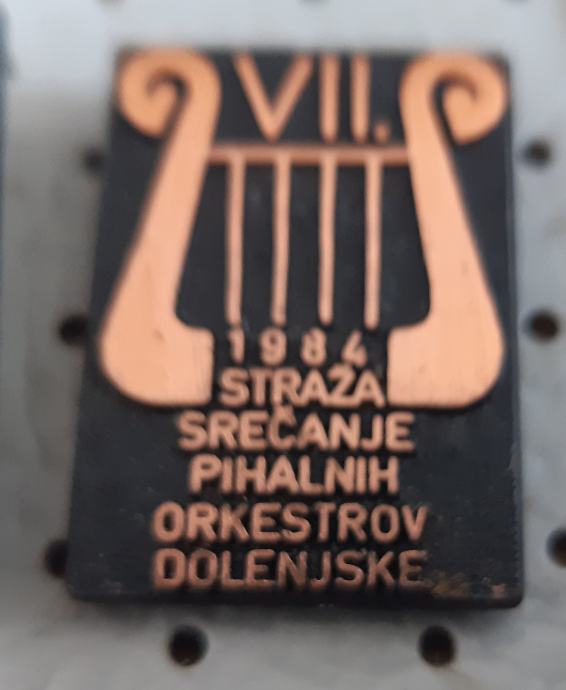 VII.
1984
STRAŽA
SREČANJE
PIHALNIH
ORKESTROV
DOLENJSKE